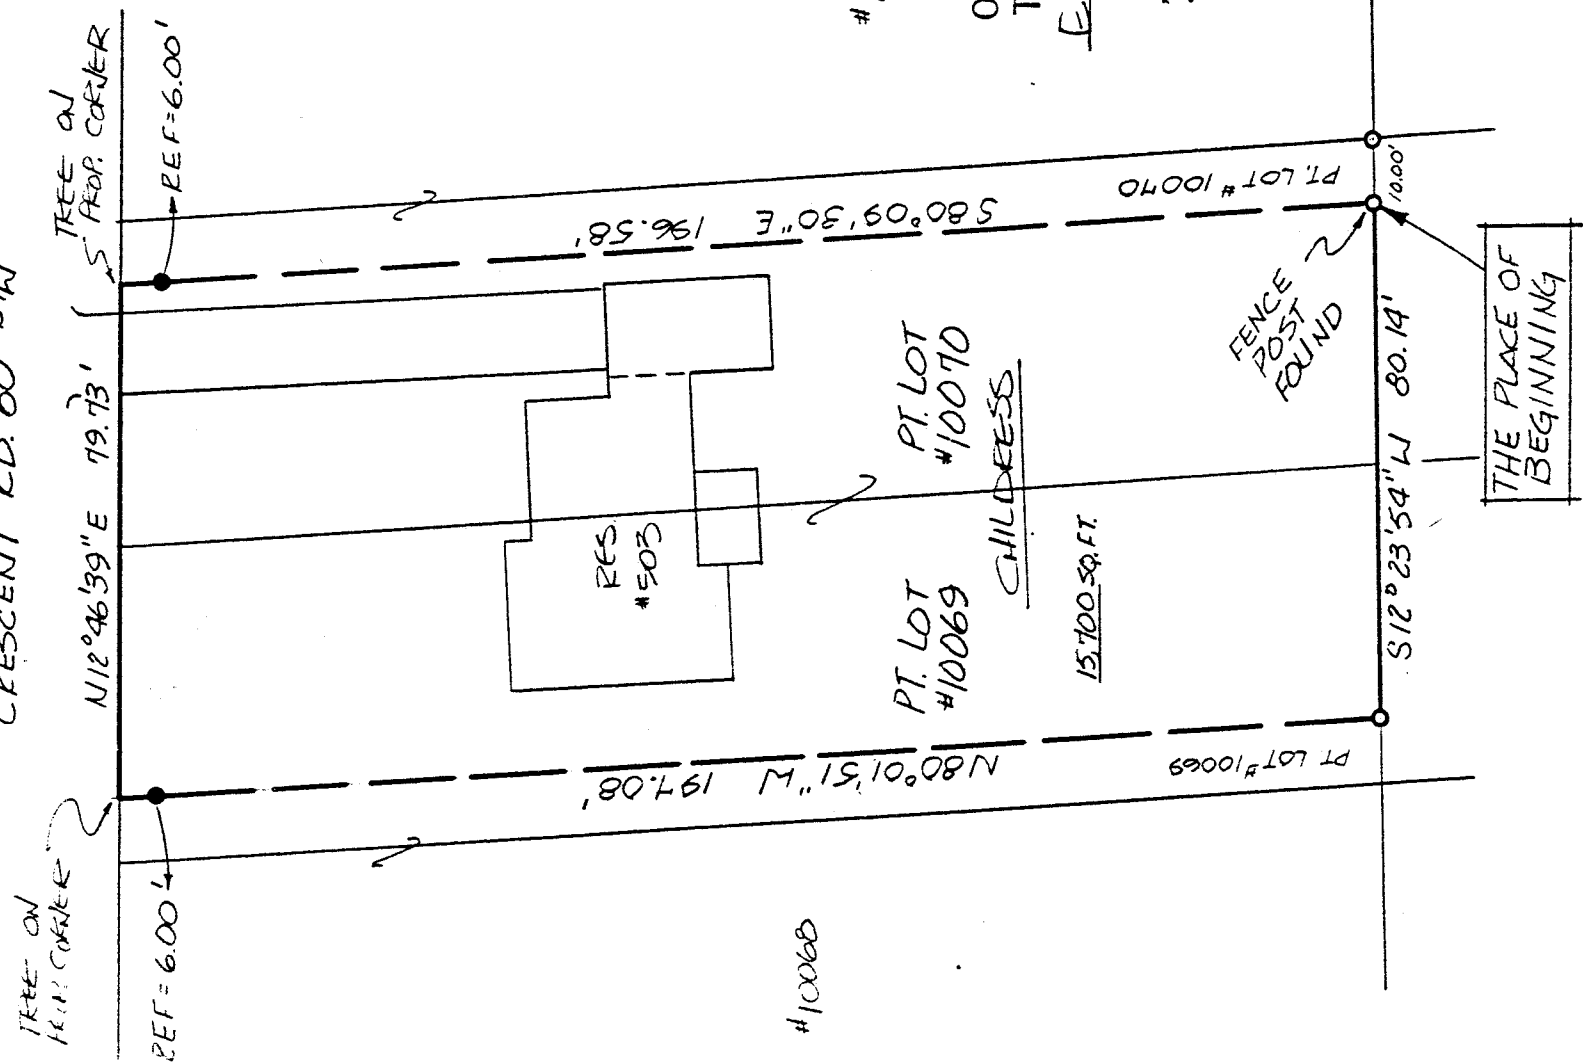 CRESCENT RD. 60' R/W
TREE ON
PROP. CORNER
REF=6.00'
N12°46'39"E 79.73'
TREE ON
CORNER
REF=6.00'
#10068
N80°01'51"W 197.08'
PT. LOT #10069
RES
#503
PT. LOT
#10069
PT. LOT
#10070
CHILDRESS
15,700 SQ.FT.
S80°09'30"E 196.58'
PT. LOT #10070
FENCE
POST
FOUND
10.00'
S12°23'54"W 80.14'
THE PLACE OF
BEGINNING